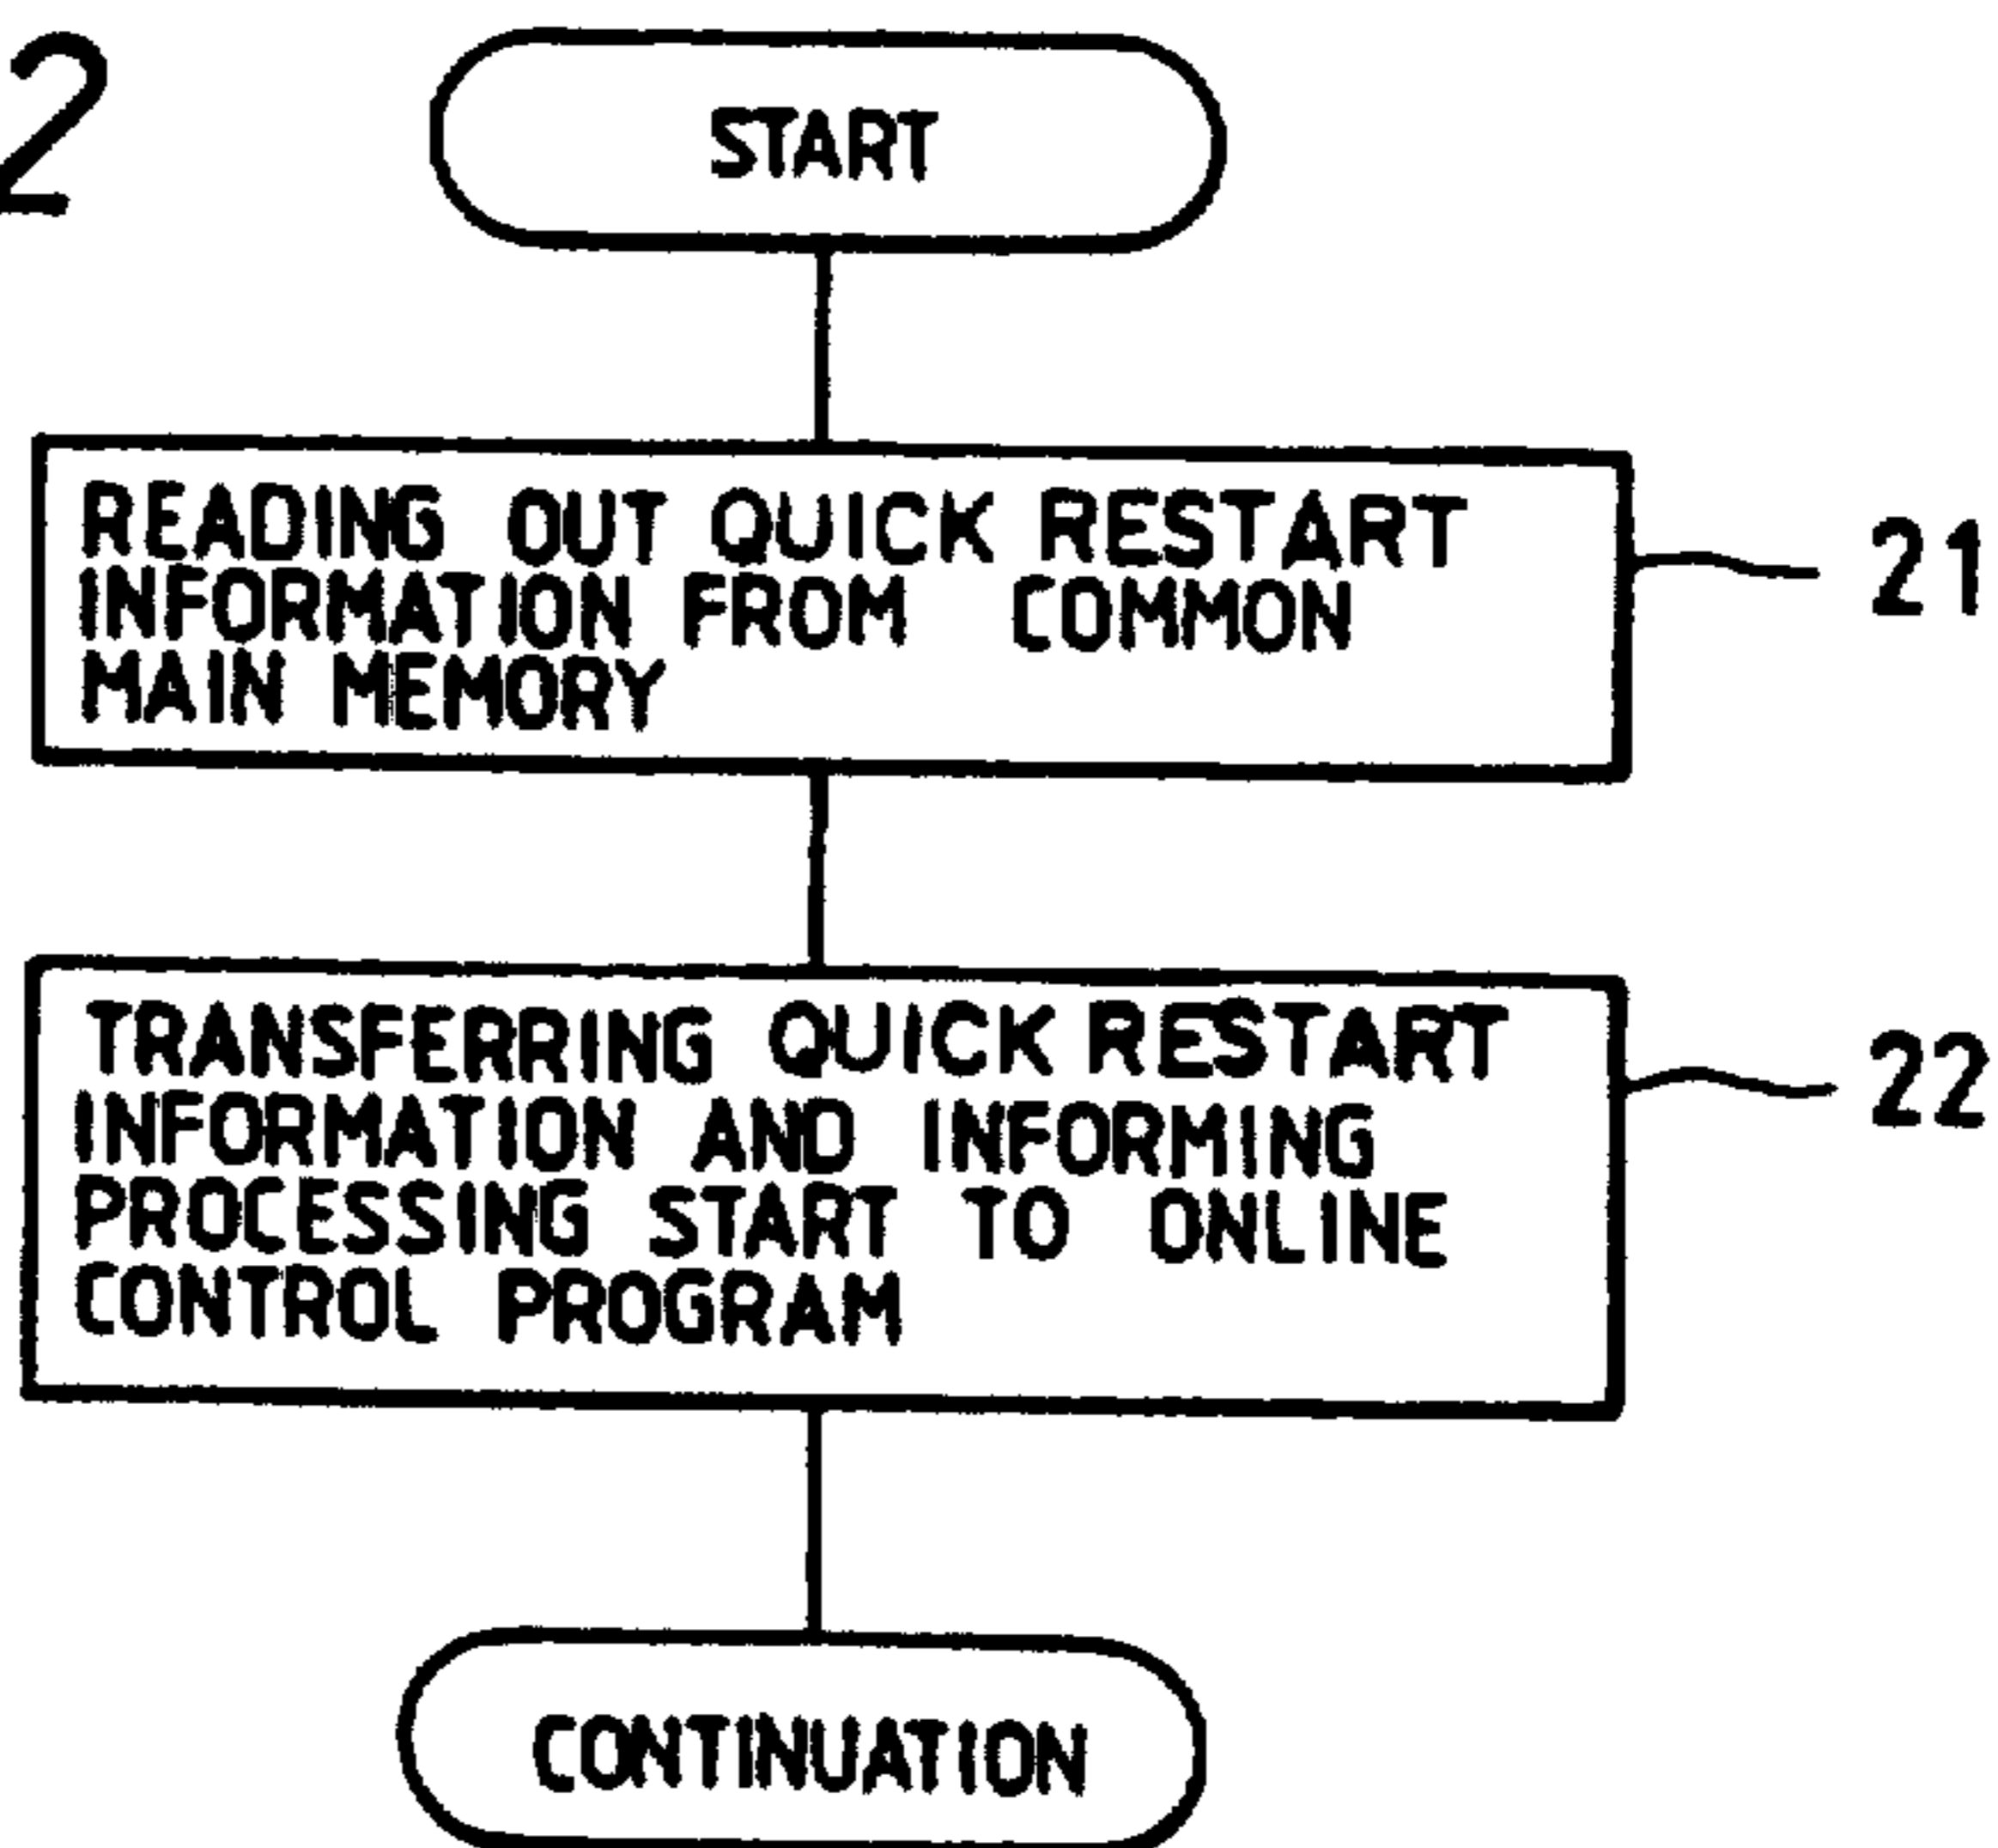 2
START
READING OUT QUICK RESTART
INFORMATION FROM COMMON
MAIN MEMORY
21
TRANSFERRING QUICK RESTART
INFORMATION AND INFORMING
PROCESSING START TO ONLINE
CONTROL PROGRAM
22
CONTINUATION